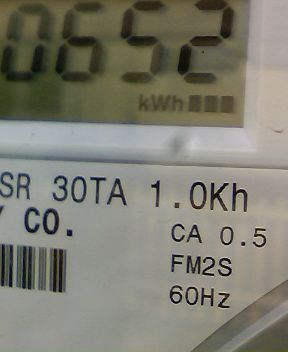 0652
kWh
SR 30TA 1.0Kh
Y CO.
CA 0.5
FM2S
60Hz